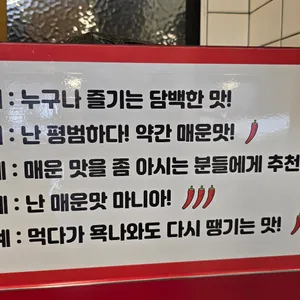 : 누구나 즐기는 담백한 맛!
: 난 평범하다! 약간 매운맛!
: 매운 맛을 좀 아시는 분들에게 추천
: 난 매운맛 마니아!
계 : 먹다가 욕나와도 다시 땡기는 맛!